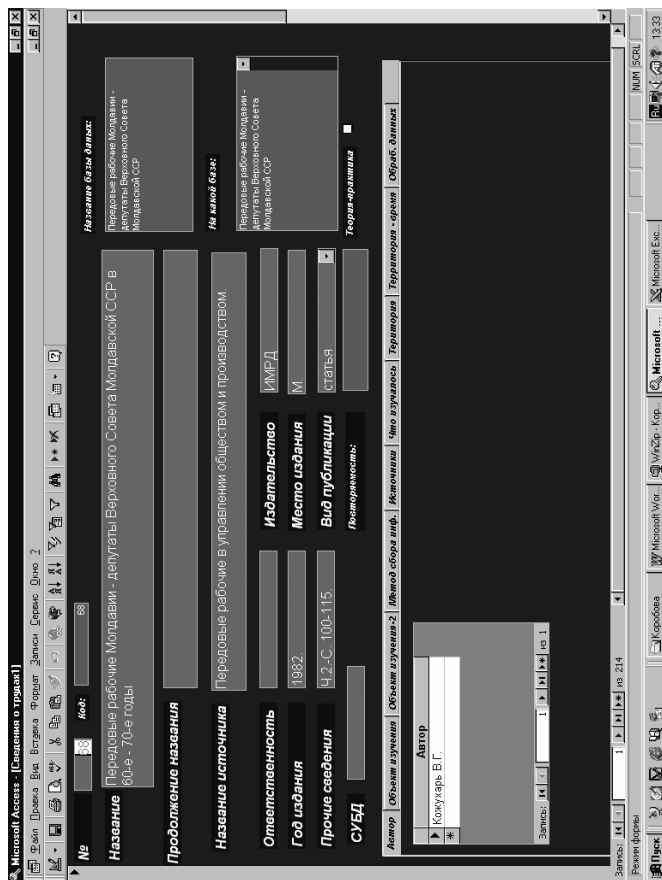 Microsoft Access - [Сведения о трудах1]
Файл Правка Вид Вставка Формат Записи Сервис Окно ?
№ 68 Код: 68
Название
Передовые рабочие Молдавии - депутаты Верховного Совета Молдавской ССР в
60-е - 70-е годы
Название базы даных:
Передовые рабочие Молдавии -
депутаты Верховного Совета
Молдавской ССР
Продолжение названия
Название источника
Передовые рабочие в управлении обществом и производством.
На какой базе:
Передовые рабочие Молдавии -
депутаты Верховного Совета
Молдавской ССР
Ответственность
Издательство ИМРД
Год издания 1982.
Место издания М.
Прочие сведения Ч.2.-С. 100-115.
Вид публикации статья
Теория-практика
СУБД
Повторяемость:
Автор Объект изучения Объект изучения-2 Метод сбора инф. Источники Что изучалось Територия Территория - время Обраб. данных
Автор
Кожухарь В.Г.
Запись: 1 из 1
Запись: 1 из 214
Режим формы NUM SCRL
Пуск Коробова Microsoft Wor... WinZip - Кор... Microsoft ... Microsoft Exc... Ru 13:33